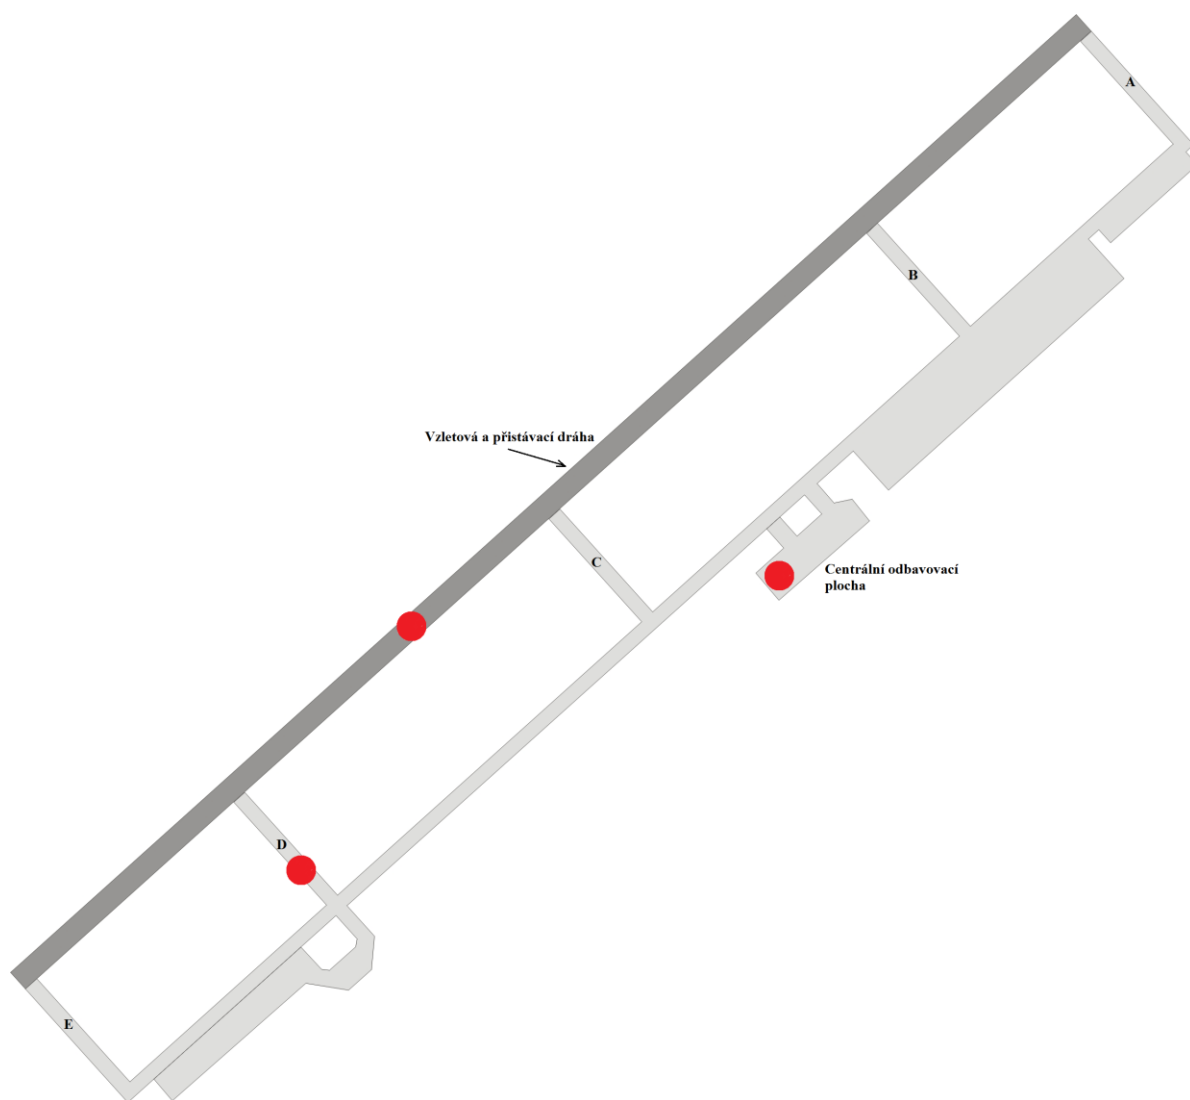 A
B
Vzletová a přistávací dráha
C
Centrální odbavovací
plocha
D
E